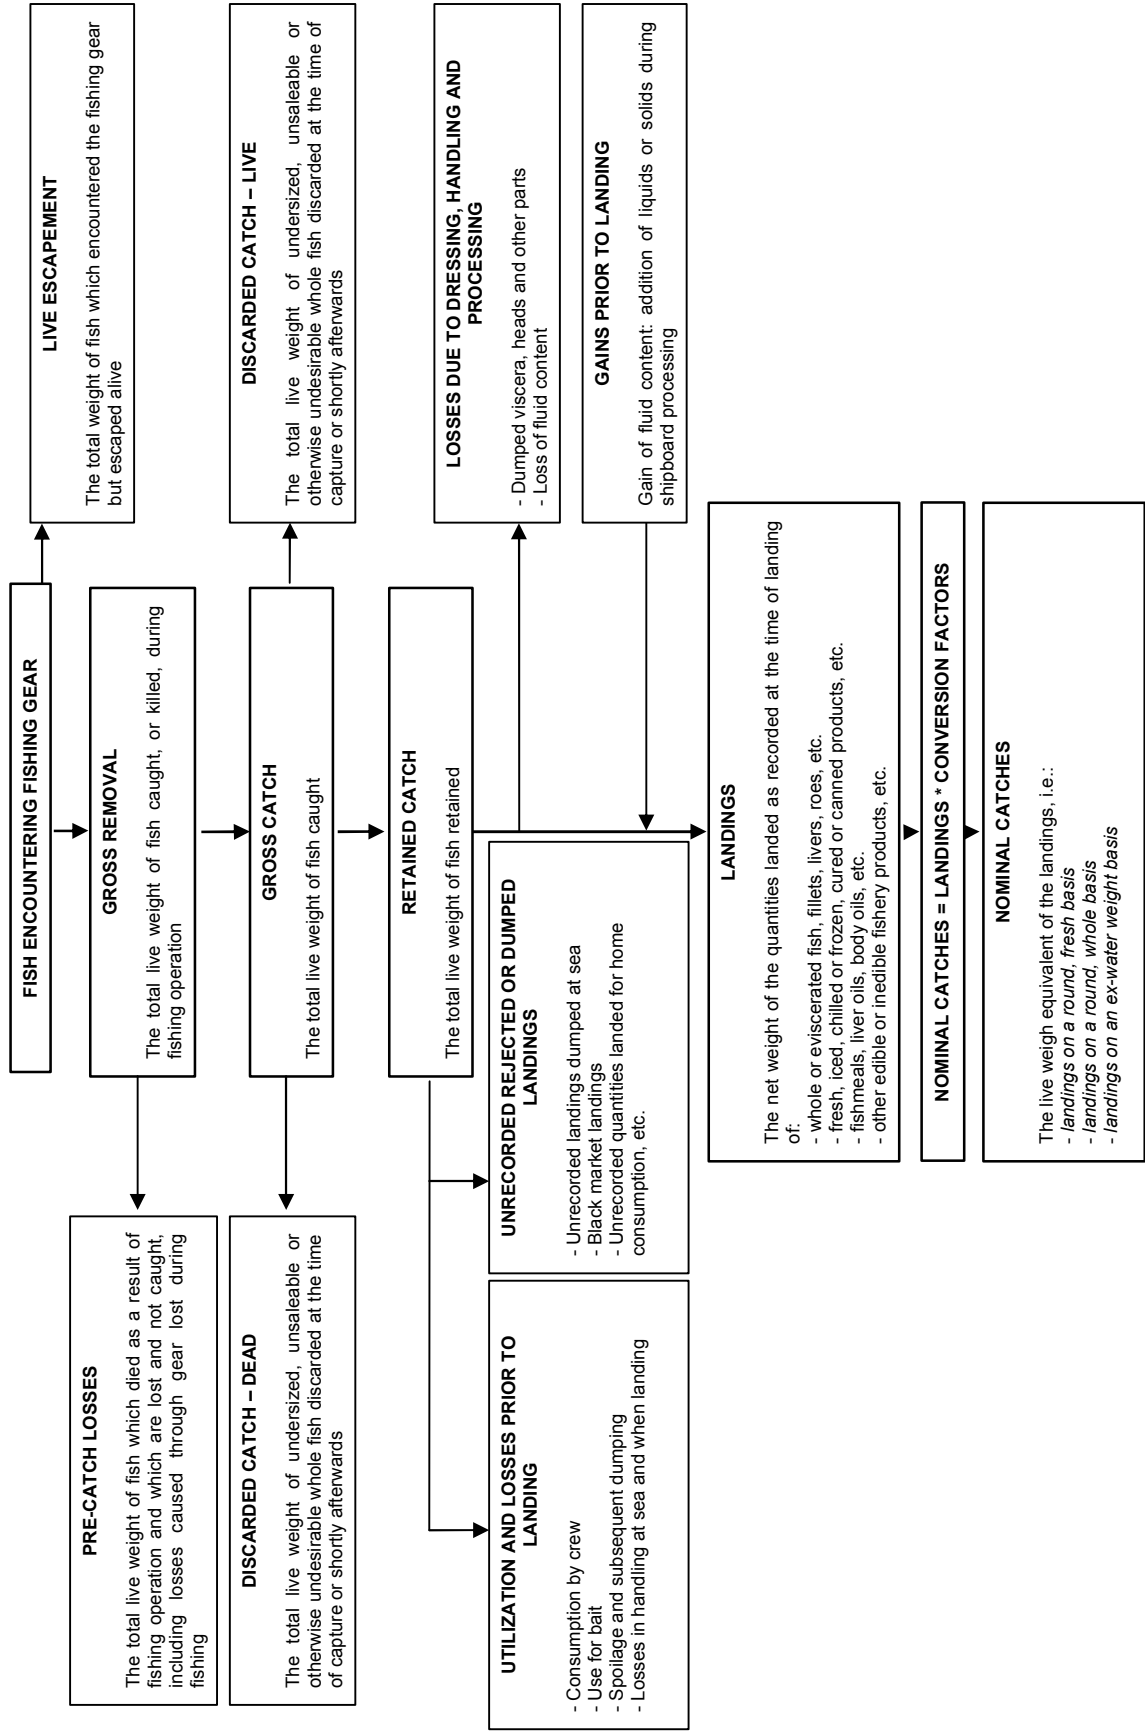 FISH ENCOUNTERING FISHING GEAR
LIVE ESCAPEMENT
The total weight of fish which encountered the fishing gear
but escaped alive
GROSS REMOVAL
The total live weight of fish caught, or killed, during
fishing operation
PRE-CATCH LOSSES
The total live weight of fish which died as a result of
fishing operation and which are lost and not caught,
including losses caused through gear lost during
fishing
GROSS CATCH
The total live weight of fish caught
DISCARDED CATCH – DEAD
The total live weight of undersized, unsaleable or
otherwise undesirable whole fish discarded at the time
of capture or shortly afterwards
DISCARDED CATCH – LIVE
The total live weight of undersized, unsaleable or
otherwise undesirable whole fish discarded at the time of
capture or shortly afterwards
RETAINED CATCH
The total live weight of fish retained
UTILIZATION AND LOSSES PRIOR TO
LANDING
- Consumption by crew
- Use for bait
- Spoilage and subsequent dumping
- Losses in handling at sea and when landing
UNRECORDED REJECTED OR DUMPED
LANDINGS
- Unrecorded landings dumped at sea
- Black market landings
- Unrecorded quantities landed for home
consumption, etc.
LOSSES DUE TO DRESSING, HANDLING AND
PROCESSING
- Dumped viscera, heads and other parts
- Loss of fluid content
GAINS PRIOR TO LANDING
Gain of fluid content: addition of liquids or solids during
shipboard processing
LANDINGS
The net weight of the quantities landed as recorded at the time of landing
of:
- whole or eviscerated fish, fillets, livers, roes, etc.
- fresh, iced, chilled or frozen, cured or canned products, etc.
- fishmeals, liver oils, body oils, etc.
- other edible or inedible fishery products, etc.
NOMINAL CATCHES = LANDINGS * CONVERSION FACTORS
NOMINAL CATCHES
The live weigh equivalent of the landings, i.e.:
- landings on a round, fresh basis
- landings on a round, whole basis
- landings on an ex-water weight basis